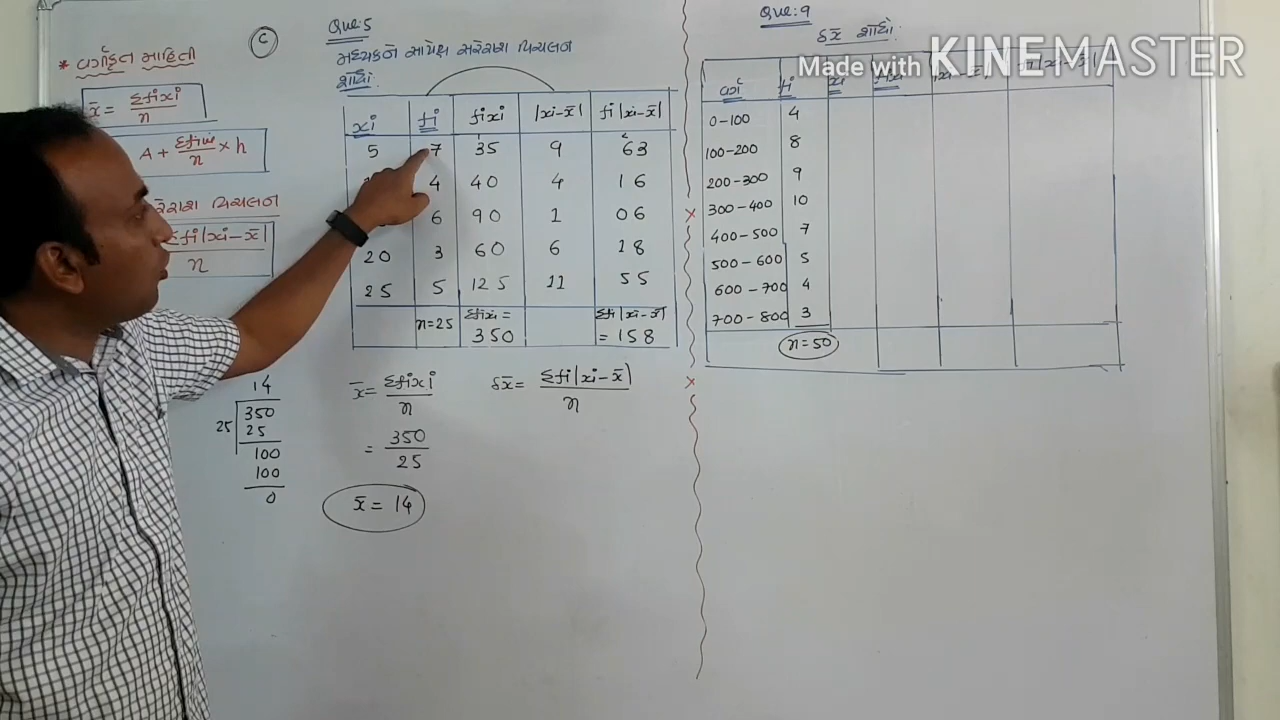 * વર્ગીકૃત માહિતી
x̄ = Σfixi / n
A + Σfiui / n × h
સરેરાશ વિચલન
Σfi|xi-x̄| / n
C
Que:5
મધ્યકને સાપેક્ષ સરેરાશ વિચલન
શોધો.
xi fi fixi |xi-x̄| fi|xi-x̄|
5 7 35 9 63
4 40 4 16
6 90 1 06
20 3 60 6 18
25 5 125 11 55
n=25 Σfixi = 350 Σfi|xi-x̄| = 158
x̄ = Σfixi / n
= 350 / 25
x̄ = 14
δx̄ = Σfi|xi-x̄| / n
14
25 350
25
100
100
0
Que:9
δx̄ શોધો.
વર્ગ fi xi fixi |xi-x̄| fi|xi-x̄|
0-100 4
100-200 8
200-300 9
300-400 10
400-500 7
500-600 5
600-700 4
700-800 3
n=50
Made with KINEMASTER